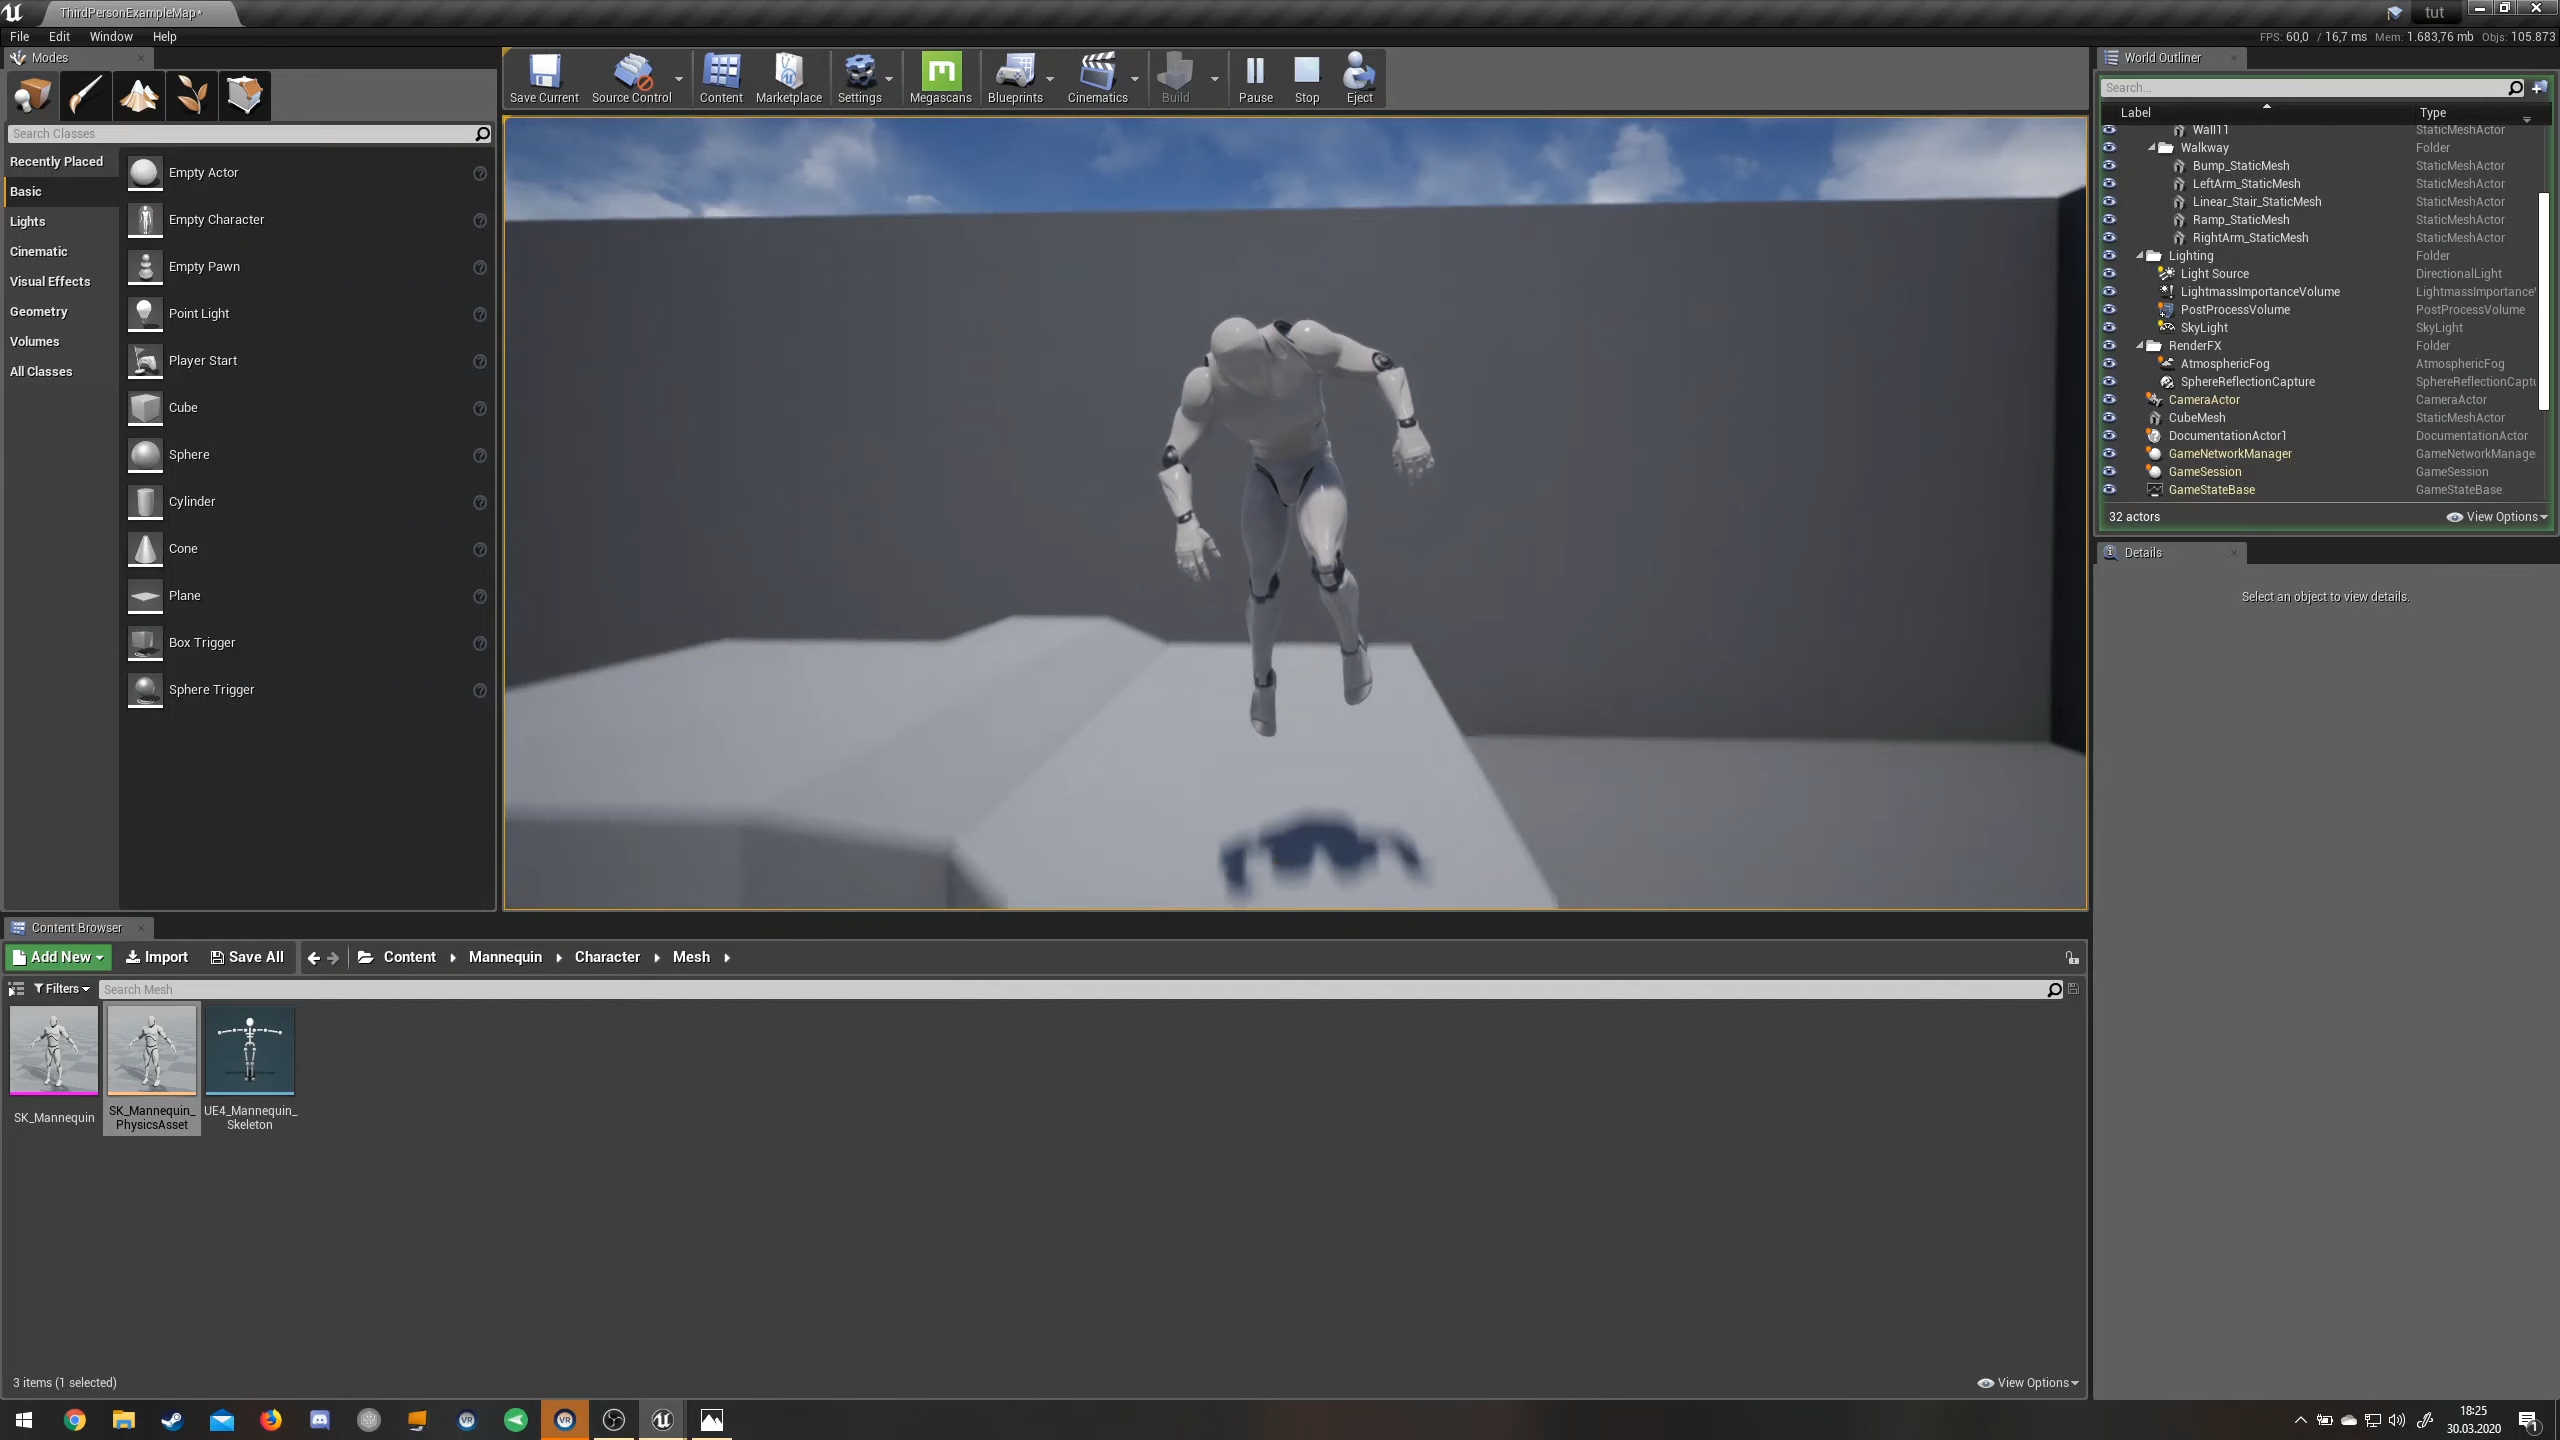 ThirdPersonExampleMap*
tut
File Edit Window Help
FPS: 60,0 / 16,7 ms Mem: 1.683,76 mb Objs: 105.873
Modes
Search Classes
Recently Placed
Basic
Lights
Cinematic
Visual Effects
Geometry
Volumes
All Classes
Empty Actor
Empty Character
Empty Pawn
Point Light
Player Start
Cube
Sphere
Cylinder
Cone
Plane
Box Trigger
Sphere Trigger
Save Current Source Control Content Marketplace Settings Megascans Blueprints Cinematics Build Pause Stop Eject
World Outliner
Search...
Label Type
Wall11 StaticMeshActor
Walkway Folder
Bump_StaticMesh StaticMeshActor
LeftArm_StaticMesh StaticMeshActor
Linear_Stair_StaticMesh StaticMeshActor
Ramp_StaticMesh StaticMeshActor
RightArm_StaticMesh StaticMeshActor
Lighting Folder
Light Source DirectionalLight
LightmassImportanceVolume LightmassImportance
PostProcessVolume PostProcessVolume
SkyLight SkyLight
RenderFX Folder
AtmosphericFog AtmosphericFog
SphereReflectionCapture SphereReflectionCaptu
CameraActor CameraActor
CubeMesh StaticMeshActor
DocumentationActor1 DocumentationActor
GameNetworkManager GameNetworkManage
GameSession GameSession
GameStateBase GameStateBase
32 actors View Options
Details
Select an object to view details.
Content Browser
Add New Import Save All Content Mannequin Character Mesh
Filters Search Mesh
SK_Mannequin
SK_Mannequin_
PhysicsAsset
UE4_Mannequin_
Skeleton
3 items (1 selected) View Options
18:25
30.03.2020